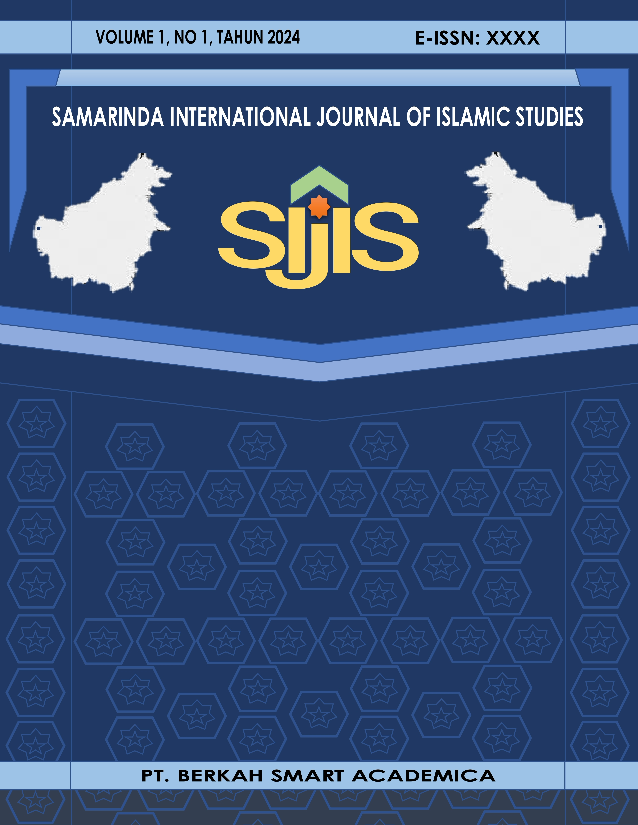 VOLUME 1, NO 1, TAHUN 2024 E-ISSN: XXXX
SAMARINDA INTERNATIONAL JOURNAL OF ISLAMIC STUDIES
SIJIS
PT. BERKAH SMART ACADEMICA